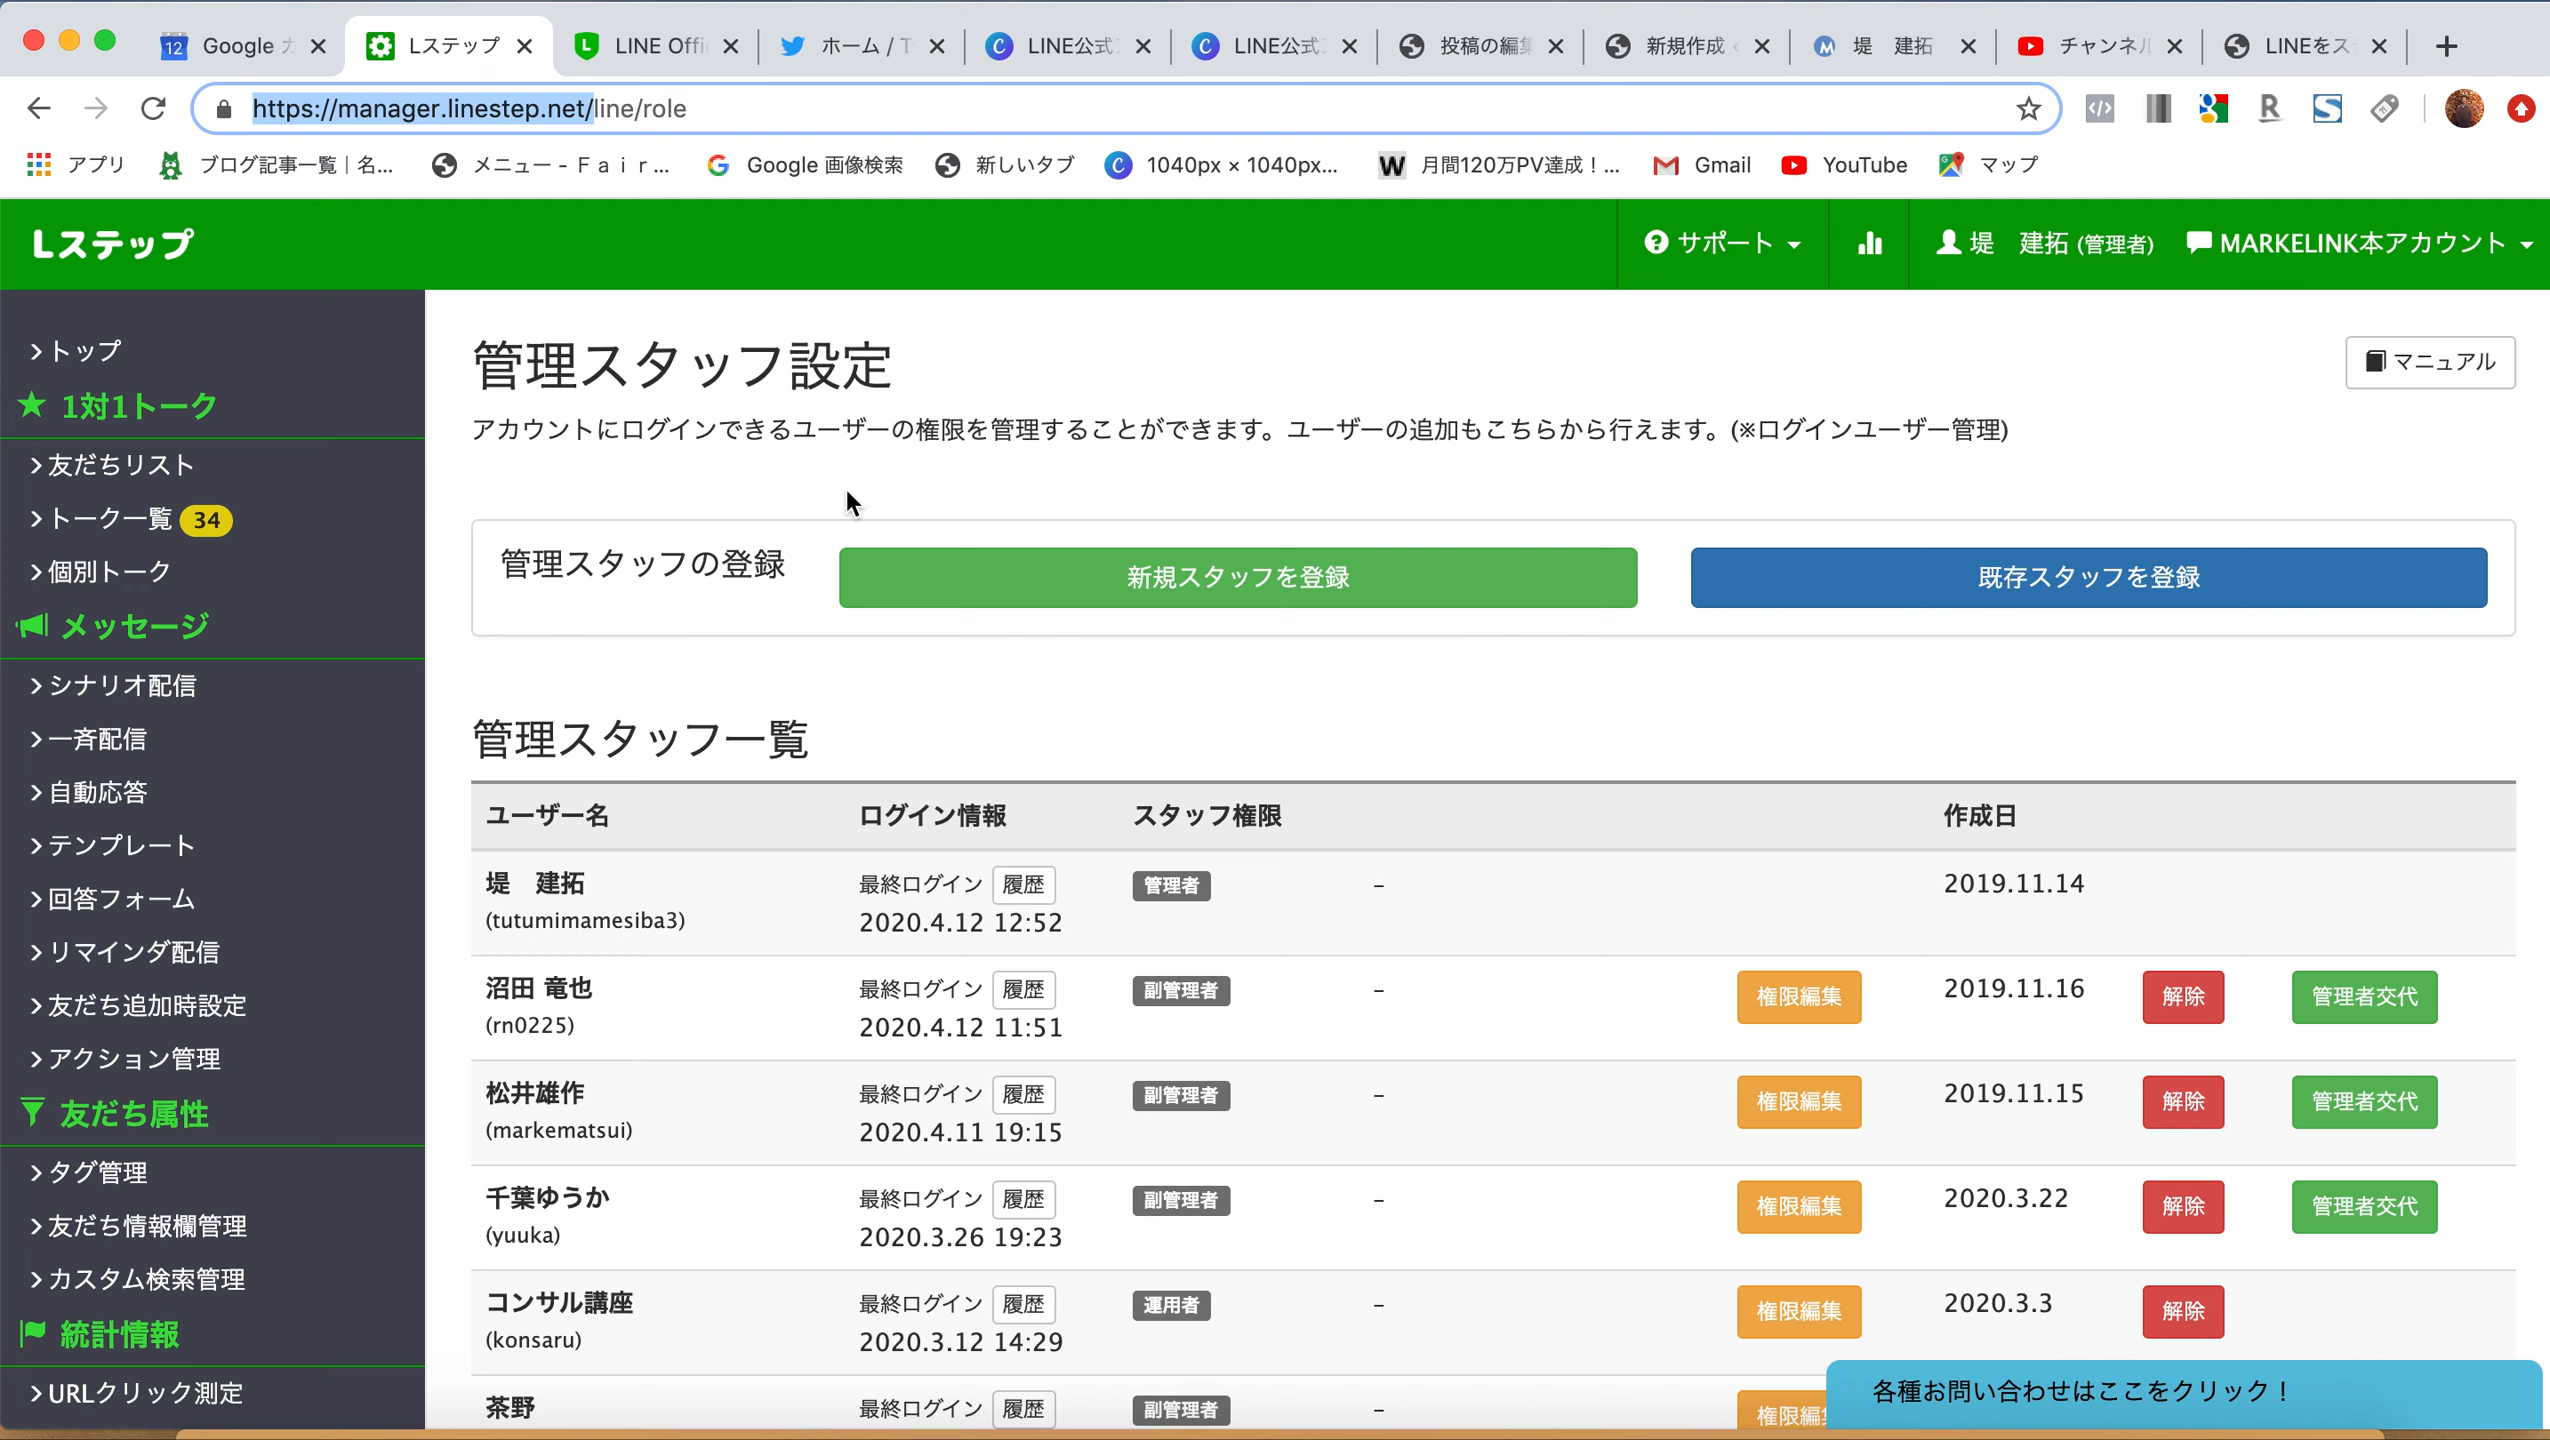 Google カ
Lステップ
LINE Offi
ホーム / T
LINE公式
LINE公式
投稿の編集
新規作成
堤　建拓
チャンネル
LINEをス
https://manager.linestep.net/line/role
アプリ
ブログ記事一覧 | 名...
メニュー - Ｆａｉｒ...
Google 画像検索
新しいタブ
1040px × 1040px...
月間120万PV達成！...
Gmail
YouTube
マップ
Lステップ
サポート
堤　建拓 (管理者)
MARKELINK本アカウント
トップ
1対1トーク
友だちリスト
トーク一覧 34
個別トーク
メッセージ
シナリオ配信
一斉配信
自動応答
テンプレート
回答フォーム
リマインダ配信
友だち追加時設定
アクション管理
友だち属性
タグ管理
友だち情報欄管理
カスタム検索管理
統計情報
URLクリック測定
管理スタッフ設定
マニュアル
アカウントにログインできるユーザーの権限を管理することができます。ユーザーの追加もこちらから行えます。(※ログインユーザー管理)
管理スタッフの登録
新規スタッフを登録
既存スタッフを登録
管理スタッフ一覧
ユーザー名 ログイン情報 スタッフ権限 作成日
堤　建拓 最終ログイン 履歴 管理者 – 2019.11.14
(tutumimamesiba3) 2020.4.12 12:52
沼田 竜也 最終ログイン 履歴 副管理者 – 権限編集 2019.11.16 解除 管理者交代
(rn0225) 2020.4.12 11:51
松井雄作 最終ログイン 履歴 副管理者 – 権限編集 2019.11.15 解除 管理者交代
(markematsui) 2020.4.11 19:15
千葉ゆうか 最終ログイン 履歴 副管理者 – 権限編集 2020.3.22 解除 管理者交代
(yuuka) 2020.3.26 19:23
コンサル講座 最終ログイン 履歴 運用者 – 権限編集 2020.3.3 解除
(konsaru) 2020.3.12 14:29
茶野 最終ログイン 履歴 副管理者 – 権限編
各種お問い合わせはここをクリック！